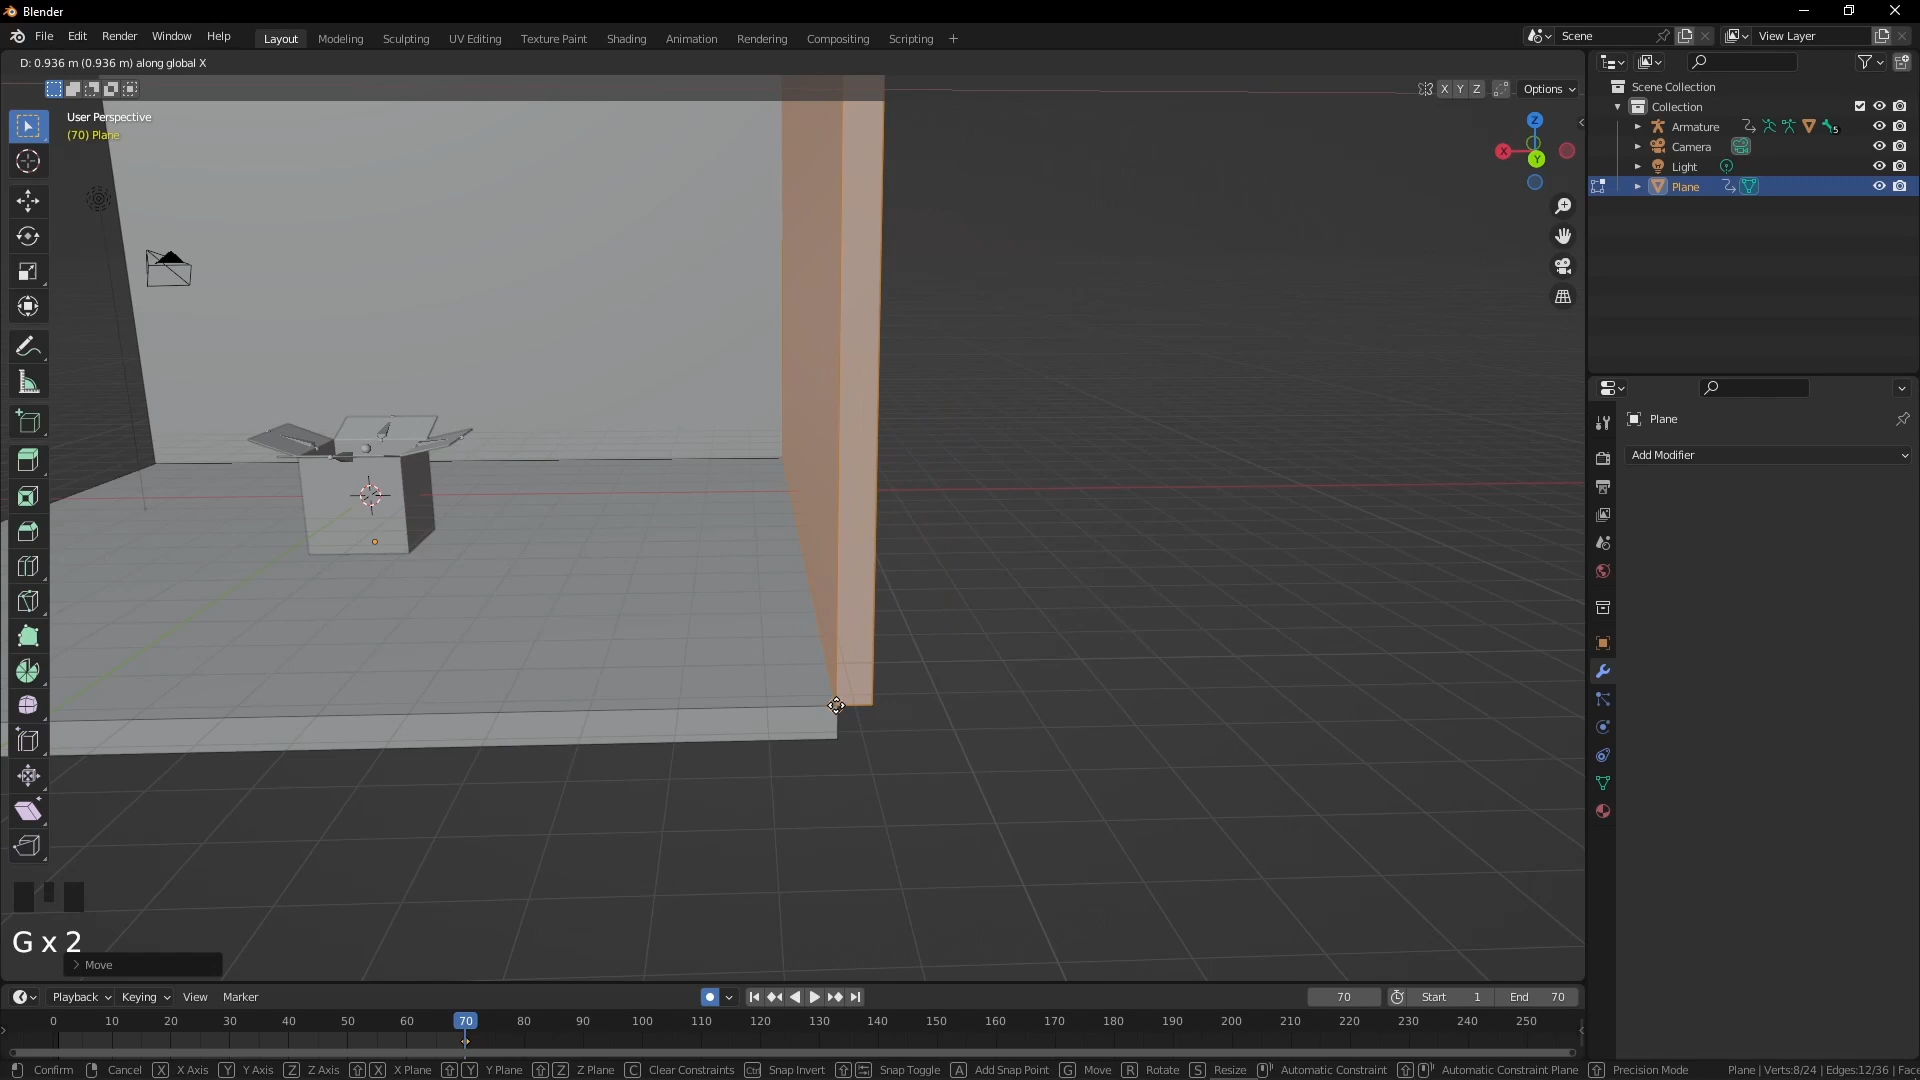 Blender
File Edit Render Window Help
Layout Modeling Sculpting UV Editing Texture Paint Shading Animation Rendering Compositing Scripting
Scene
View Layer
D: 0.936 m (0.936 m) along global X
X Y Z
Options
User Perspective
(70) Plane
Z
X
Y
Scene Collection
Collection
Armature 5
Camera
Light
Plane
Plane
Add Modifier
G x 2
Move
Playback Keying View Marker
70 Start 1 End 70
0 10 20 30 40 50 60 70 80 90 100 110 120 130 140 150 160 170 180 190 200 210 220 230 240 250
Confirm Cancel X X Axis Y Y Axis Z Z Axis X X Plane Y Y Plane Z Z Plane C Clear Constraints Ctrl Snap Invert Snap Toggle A Add Snap Point G Move R Rotate S Resize Automatic Constraint Automatic Constraint Plane Precision Mode Plane | Verts:8/24 | Edges:12/36 | Face